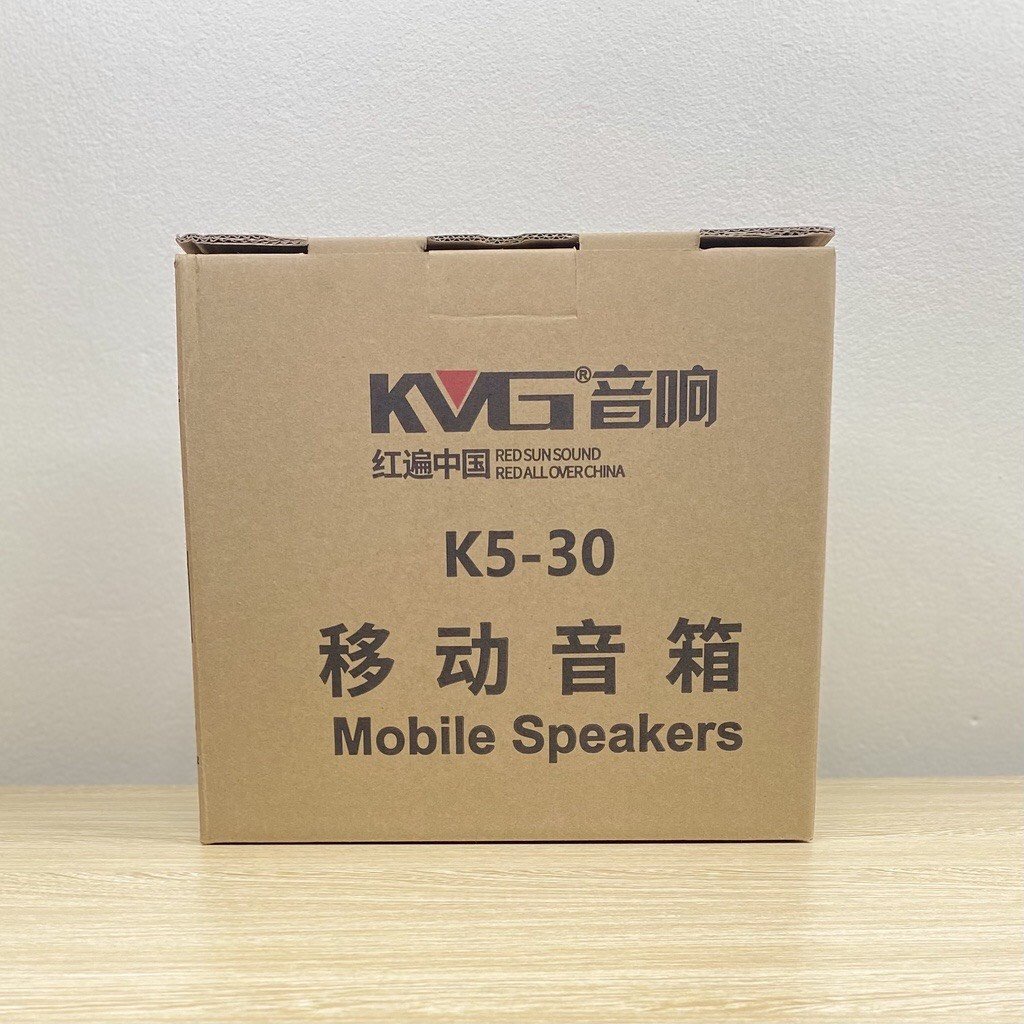 KVG®音响
红遍中国 RED SUN SOUND
RED ALL OVER CHINA
K5-30
移动音箱
Mobile Speakers